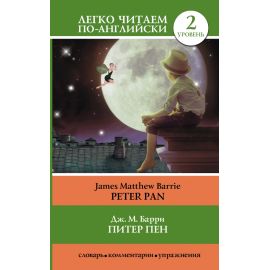 ЛЕГКО ЧИТАЕМ
ПО-АНГЛИЙСКИ
2
УРОВЕНЬ
James Matthew Barrie
PETER PAN
Дж. М. Барри
ПИТЕР ПЕН
словарь•комментарии•упражнения